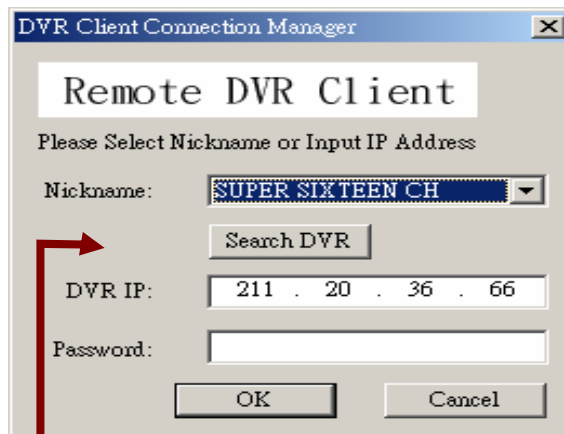 DVR Client Connection Manager
Remote DVR Client
Please Select Nickname or Input IP Address
Nickname: SUPER SIXTEEN CH
Search DVR
DVR IP: 211 . 20 . 36 . 66
Password:
OK Cancel